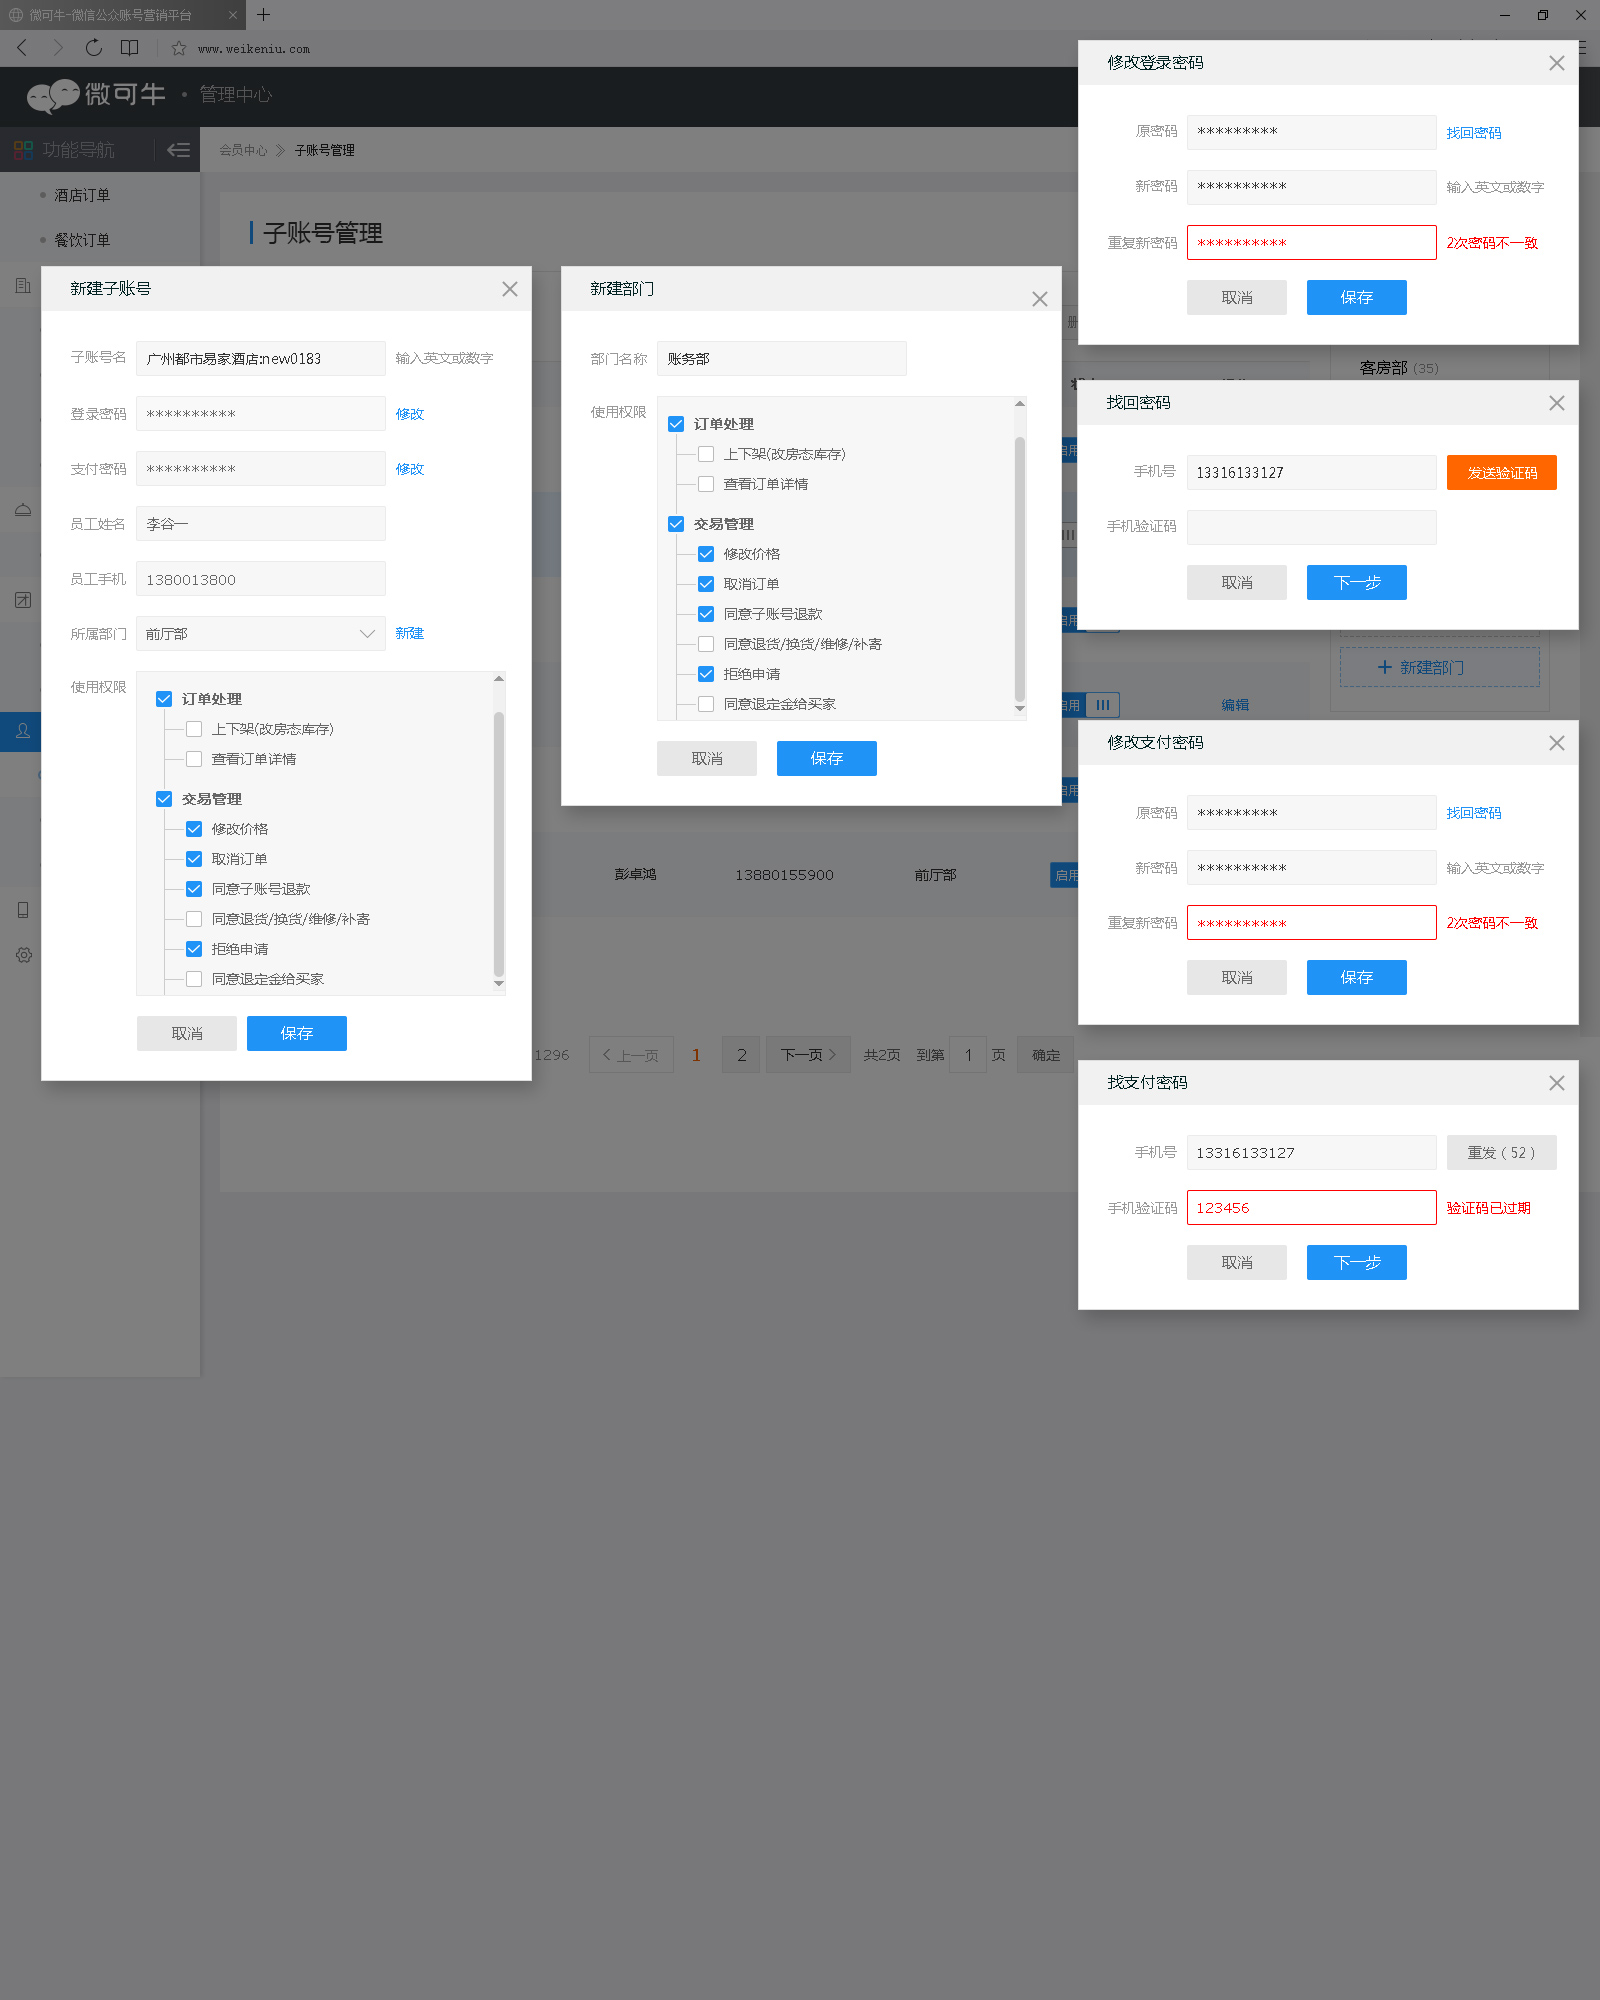 微可牛-微信公众账号营销平台
www.weikeniu.com
微可牛 • 管理中心
功能导航
会员中心
子账号管理
酒店订单
餐饮订单
子账号管理
新建子账号
子账号名
广州都市易家酒店:new0183
输入英文或数字
登录密码
**********
修改
支付密码
**********
修改
员工姓名
李谷一
员工手机
1380013800
所属部门
前厅部
新建
使用权限
订单处理
上下架(改房态库存)
查看订单详情
交易管理
修改价格
取消订单
同意子账号退款
同意退货/换货/维修/补寄
拒绝申请
同意退定金给买家
取消
保存
新建部门
部门名称
账务部
使用权限
订单处理
上下架(改房态库存)
查看订单详情
交易管理
修改价格
取消订单
同意子账号退款
同意退货/换货/维修/补寄
拒绝申请
同意退定金给买家
取消
保存
修改登录密码
原密码
*********
找回密码
新密码
**********
输入英文或数字
重复新密码
**********
2次密码不一致
取消
保存
客房部 (35)
找回密码
手机号
13316133127
发送验证码
手机验证码
取消
下一步
新建部门
启用
编辑
修改支付密码
原密码
*********
找回密码
新密码
**********
输入英文或数字
重复新密码
**********
2次密码不一致
取消
保存
彭卓鸿
13880155900
前厅部
启用
1296
上一页
1
2
下一页
共2页
到第
1
页
确定
找支付密码
手机号
13316133127
重发（52）
手机验证码
123456
验证码已过期
取消
下一步